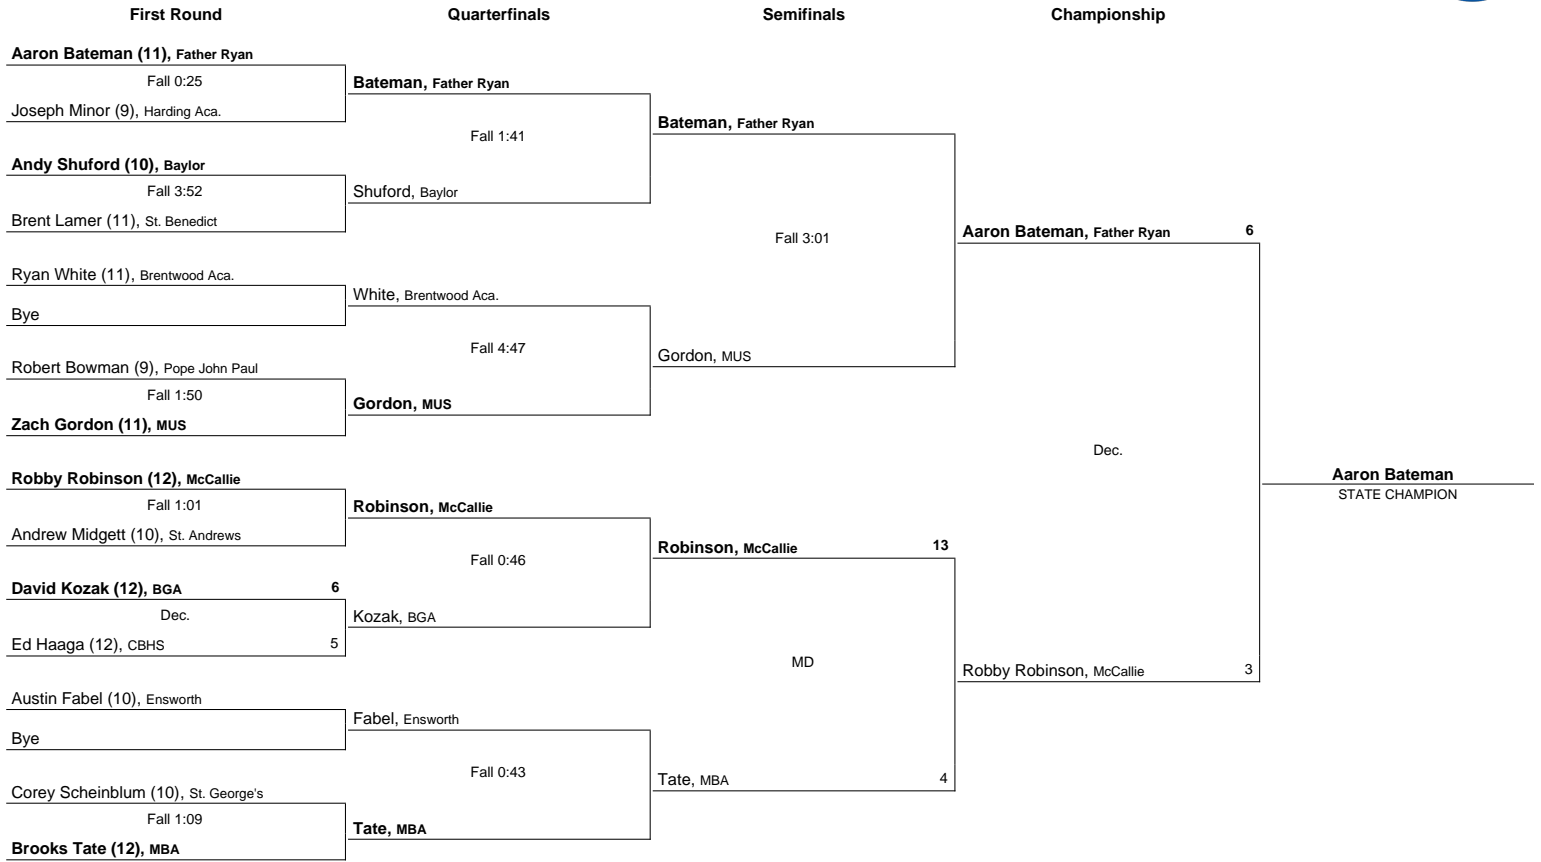 First Round Quarterfinals Semifinals Championship
Aaron Bateman (11), Father Ryan
Fall 0:25
Joseph Minor (9), Harding Aca.
Andy Shuford (10), Baylor
Fall 3:52
Brent Lamer (11), St. Benedict
Ryan White (11), Brentwood Aca.
Bye
Robert Bowman (9), Pope John Paul
Fall 1:50
Zach Gordon (11), MUS
Robby Robinson (12), McCallie
Fall 1:01
Andrew Midgett (10), St. Andrews
David Kozak (12), BGA 6
Dec.
Ed Haaga (12), CBHS 5
Austin Fabel (10), Ensworth
Bye
Corey Scheinblum (10), St. George's
Fall 1:09
Brooks Tate (12), MBA
Bateman, Father Ryan
Fall 1:41
Shuford, Baylor
White, Brentwood Aca.
Fall 4:47
Gordon, MUS
Robinson, McCallie
Fall 0:46
Kozak, BGA
Fabel, Ensworth
Fall 0:43
Tate, MBA
Bateman, Father Ryan
Fall 3:01
Gordon, MUS
Robinson, McCallie 13
MD
Tate, MBA 4
Aaron Bateman, Father Ryan 6
Dec.
Robby Robinson, McCallie 3
Aaron Bateman
STATE CHAMPION